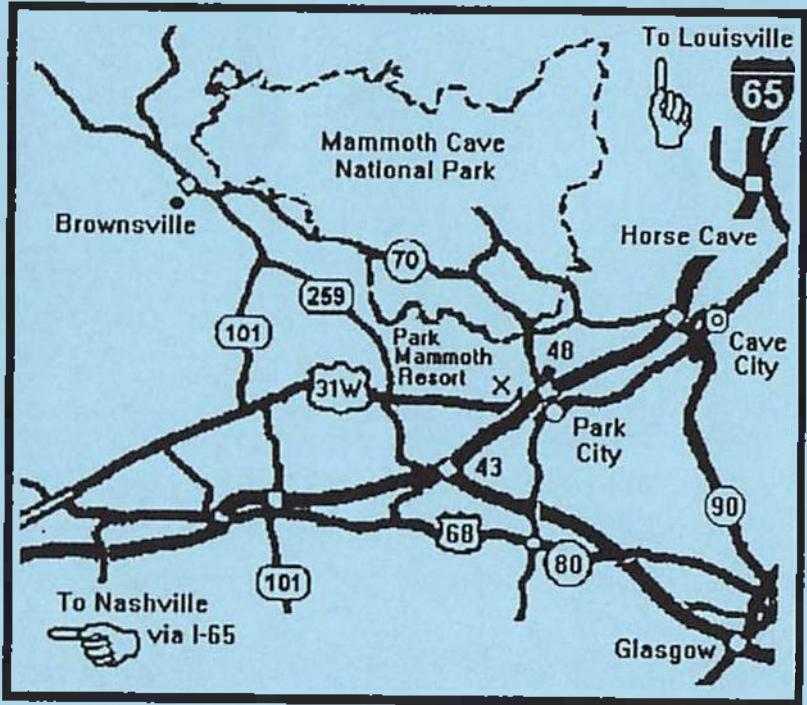 To Louisville
65
Mammoth Cave
National Park
Brownsville
Horse Cave
70
259
101
Park
Mammoth
Resort
48
Cave
City
31W
X
Park
City
43
90
68
80
101
To Nashville
via I-65
Glasgow